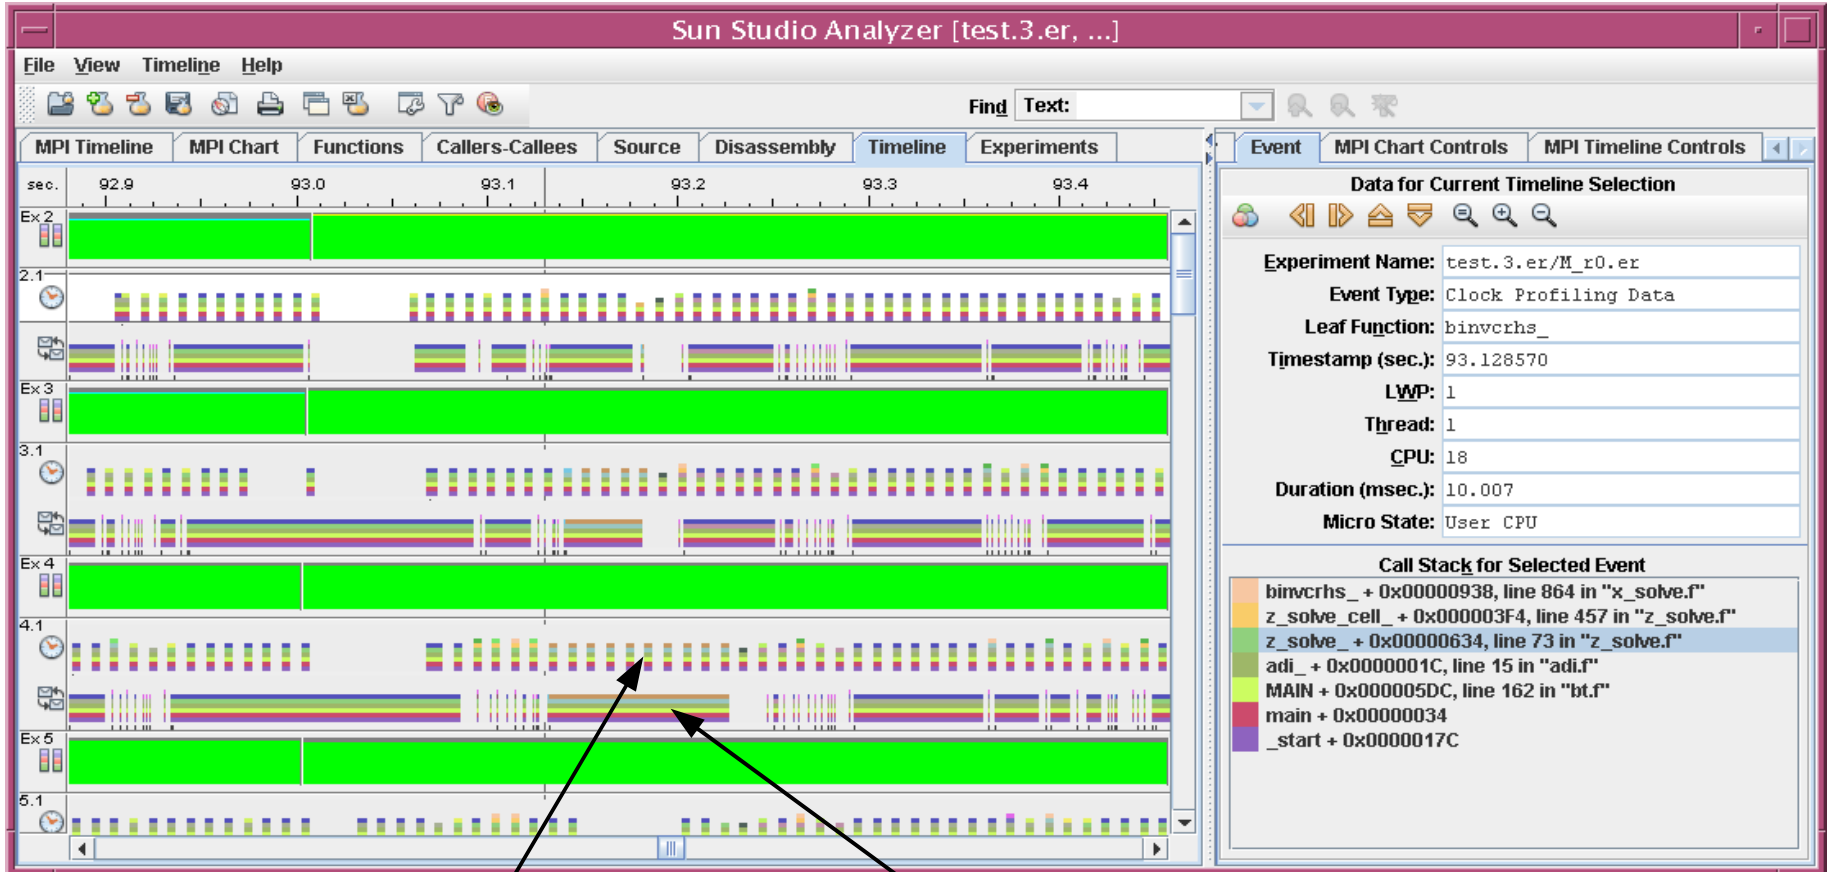 Sun Studio Analyzer [test.3.er, ...]
File View Timeline Help
Find Text:
MPI Timeline MPI Chart Functions Callers-Callees Source Disassembly Timeline Experiments
Event MPI Chart Controls MPI Timeline Controls
sec. 92.9 93.0 93.1 93.2 93.3 93.4
Ex 2
2.1
Ex 3
3.1
Ex 4
4.1
Ex 5
5.1
Data for Current Timeline Selection
Experiment Name: test.3.er/M_r0.er
Event Type: Clock Profiling Data
Leaf Function: binvcrhs_
Timestamp (sec.): 93.128570
LWP: 1
Thread: 1
CPU: 18
Duration (msec.): 10.007
Micro State: User CPU
Call Stack for Selected Event
binvcrhs_ + 0x00000938, line 864 in "x_solve.f"
z_solve_cell_ + 0x000003F4, line 457 in "z_solve.f"
z_solve_ + 0x00000634, line 73 in "z_solve.f"
adi_ + 0x0000001C, line 15 in "adi.f"
MAIN + 0x000005DC, line 162 in "bt.f"
main + 0x00000034
_start + 0x0000017C